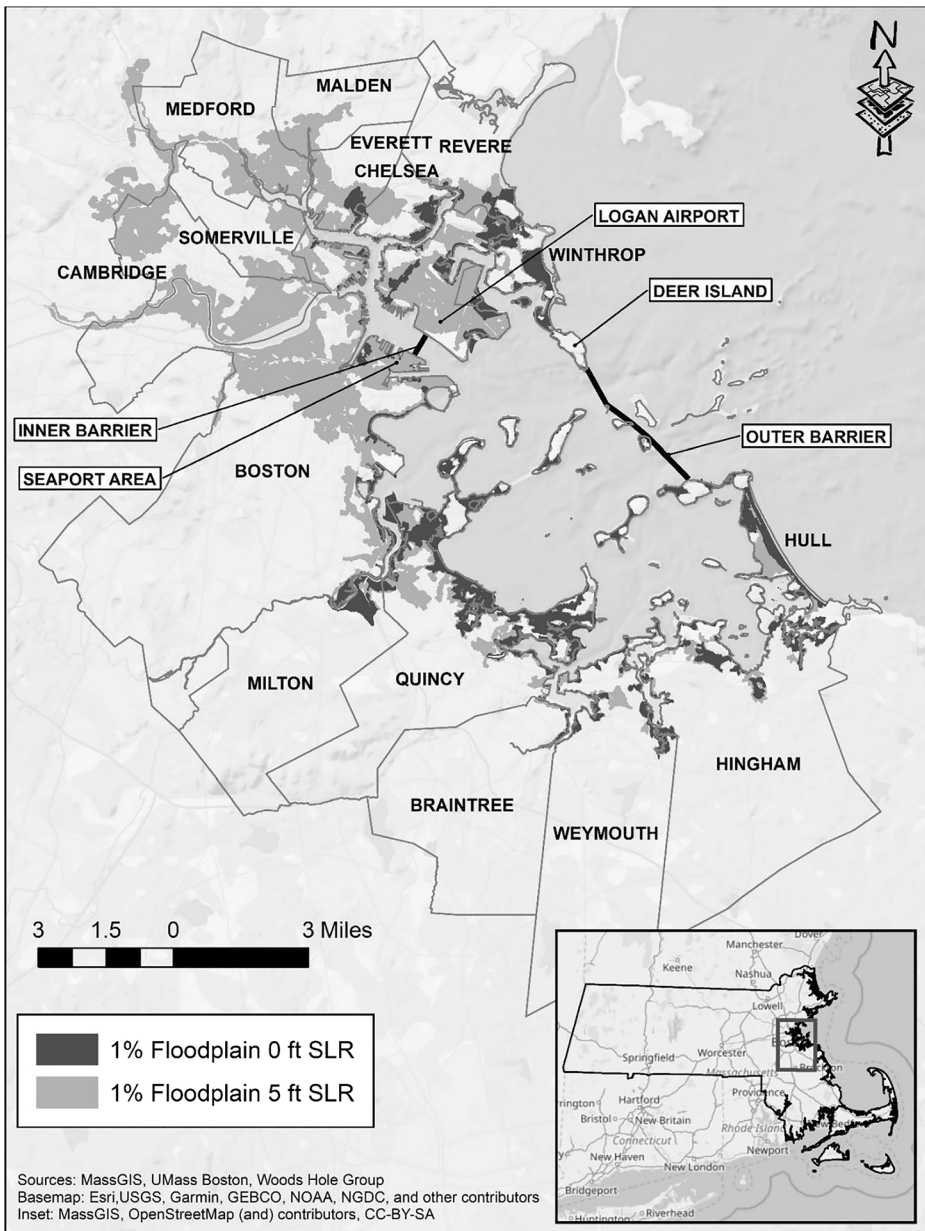 N
MALDEN
MEDFORD
EVERETT
REVERE
CHELSEA
LOGAN AIRPORT
SOMERVILLE
WINTHROP
CAMBRIDGE
DEER ISLAND
INNER BARRIER
OUTER BARRIER
SEAPORT AREA
BOSTON
HULL
MILTON
QUINCY
HINGHAM
BRAINTREE
WEYMOUTH
3 1.5 0 3 Miles
1% Floodplain 0 ft SLR
1% Floodplain 5 ft SLR
Dover
Manchester
Keene
Nashua
Lowell
Worcester
Springfield
Massachusetts
Hartford
Providence
Bristol
New Britain
Rhode Island
Connecticut
Newport
New Haven
New London
Bridgeport
Riverhead
Huntington
Sources: MassGIS, UMass Boston, Woods Hole Group
Basemap: Esri,USGS, Garmin, GEBCO, NOAA, NGDC, and other contributors
Inset: MassGIS, OpenStreetMap (and) contributors, CC-BY-SA